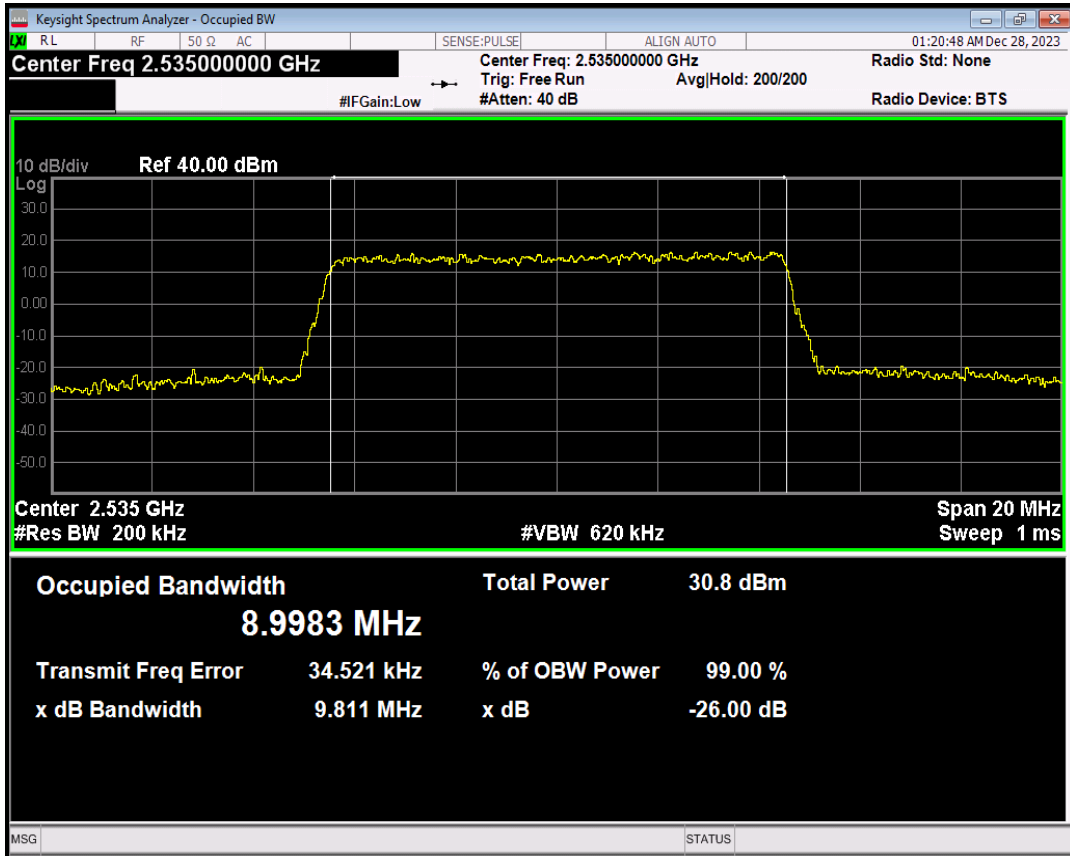 Keysight Spectrum Analyzer - Occupied BW
LXI RL RF 50 Ω AC SENSE:PULSE ALIGN AUTO 01:20:48 AM Dec 28, 2023
Center Freq 2.535000000 GHz Center Freq: 2.535000000 GHz Radio Std: None
Trig: Free Run Avg|Hold: 200/200
#IFGain:Low #Atten: 40 dB Radio Device: BTS
10 dB/div Ref 40.00 dBm
Log
30.0
20.0
10.0
0.00
-10.0
-20.0
-30.0
-40.0
-50.0
Center 2.535 GHz Span 20 MHz
#Res BW 200 kHz #VBW 620 kHz Sweep 1 ms
Occupied Bandwidth Total Power 30.8 dBm
8.9983 MHz
Transmit Freq Error 34.521 kHz % of OBW Power 99.00 %
x dB Bandwidth 9.811 MHz x dB -26.00 dB
MSG STATUS